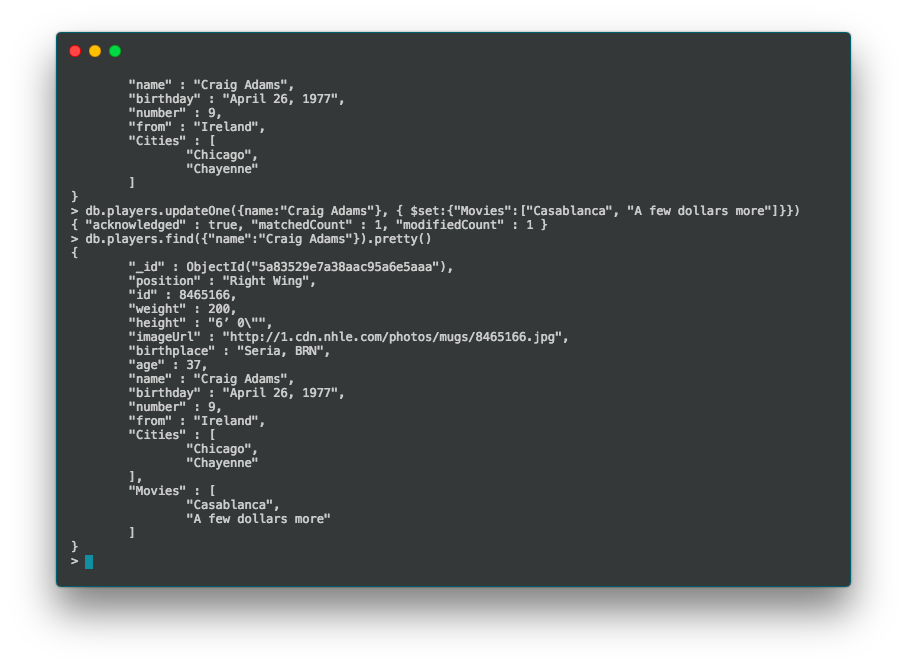 "name" : "Craig Adams",
"birthday" : "April 26, 1977",
"number" : 9,
"from" : "Ireland",
"Cities" : [
"Chicago",
"Chayenne"
]
}
> db.players.updateOne({name:"Craig Adams"}, { $set:{"Movies":["Casablanca", "A few dollars more"]}})
{ "acknowledged" : true, "matchedCount" : 1, "modifiedCount" : 1 }
> db.players.find({"name":"Craig Adams"}).pretty()
{
"_id" : ObjectId("5a83529e7a38aac95a6e5aaa"),
"position" : "Right Wing",
"id" : 8465166,
"weight" : 200,
"height" : "6’ 0\"",
"imageUrl" : "http://1.cdn.nhle.com/photos/mugs/8465166.jpg",
"birthplace" : "Seria, BRN",
"age" : 37,
"name" : "Craig Adams",
"birthday" : "April 26, 1977",
"number" : 9,
"from" : "Ireland",
"Cities" : [
"Chicago",
"Chayenne"
],
"Movies" : [
"Casablanca",
"A few dollars more"
]
}
>